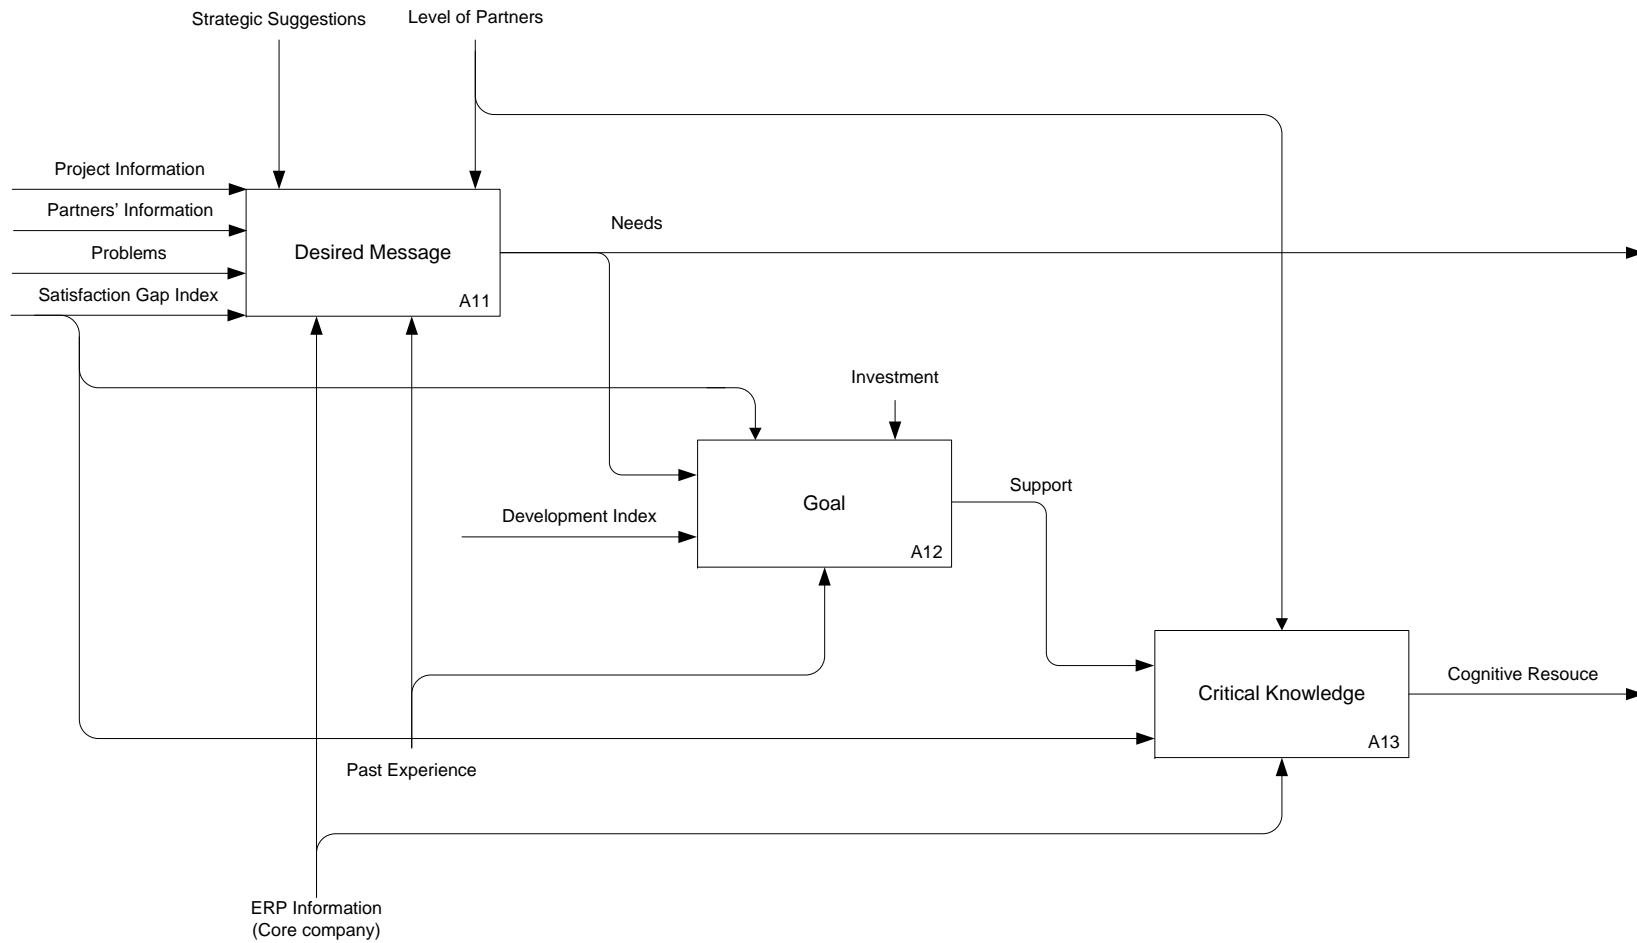 Strategic Suggestions
Level of Partners
Project Information
Partners’ Information
Problems
Satisfaction Gap Index
Desired Message
A11
Needs
Investment
Goal
A12
Development Index
Support
Critical Knowledge
A13
Cognitive Resouce
Past Experience
ERP Information
(Core company)